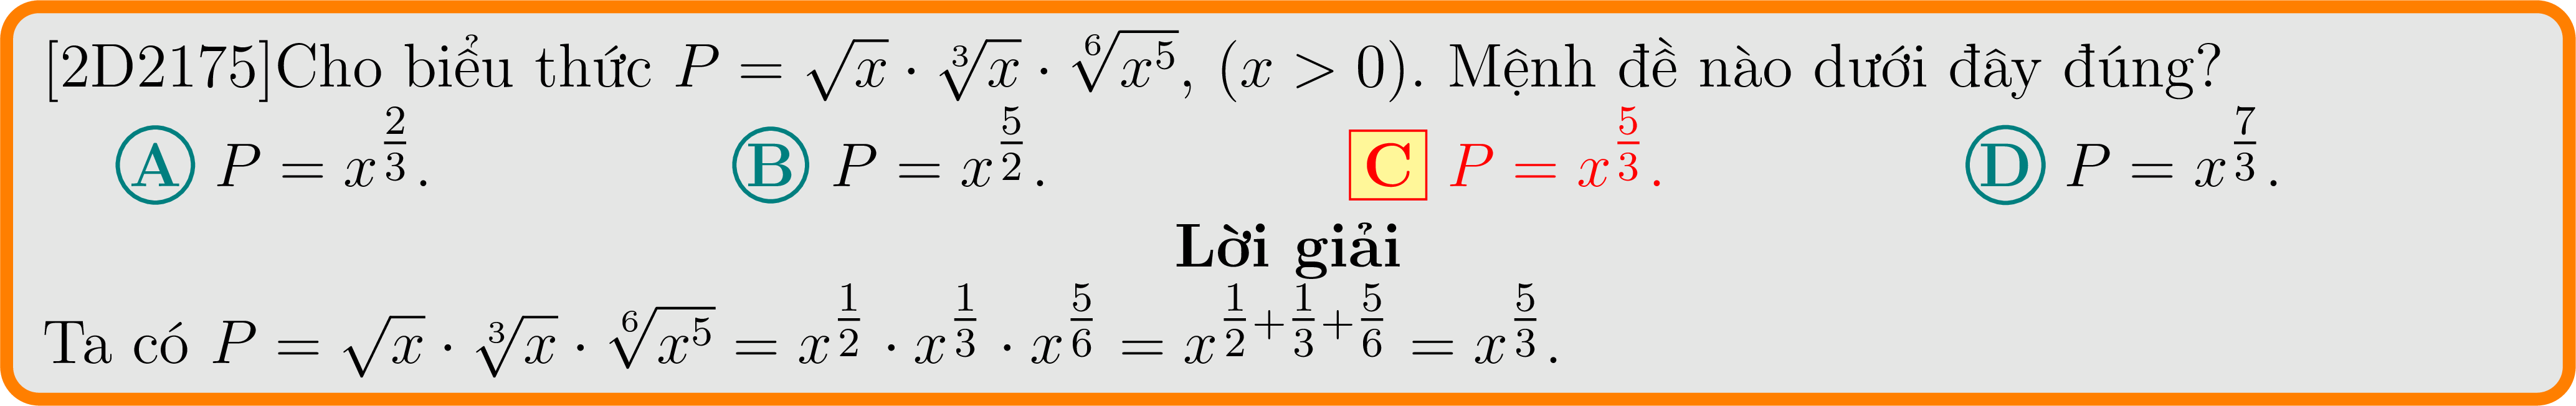 [2D2175]Cho biểu thức $P = \sqrt{x} \cdot \sqrt[3]{x} \cdot \sqrt[6]{x^5}$, $(x > 0)$. Mệnh đề nào dưới đây đúng?
A $P = x^{\frac{2}{3}}$. B $P = x^{\frac{5}{2}}$. C $P = x^{\frac{5}{3}}$. D $P = x^{\frac{7}{3}}$.
Lời giải
Ta có $P = \sqrt{x} \cdot \sqrt[3]{x} \cdot \sqrt[6]{x^5} = x^{\frac{1}{2}} \cdot x^{\frac{1}{3}} \cdot x^{\frac{5}{6}} = x^{\frac{1}{2}+\frac{1}{3}+\frac{5}{6}} = x^{\frac{5}{3}}$.